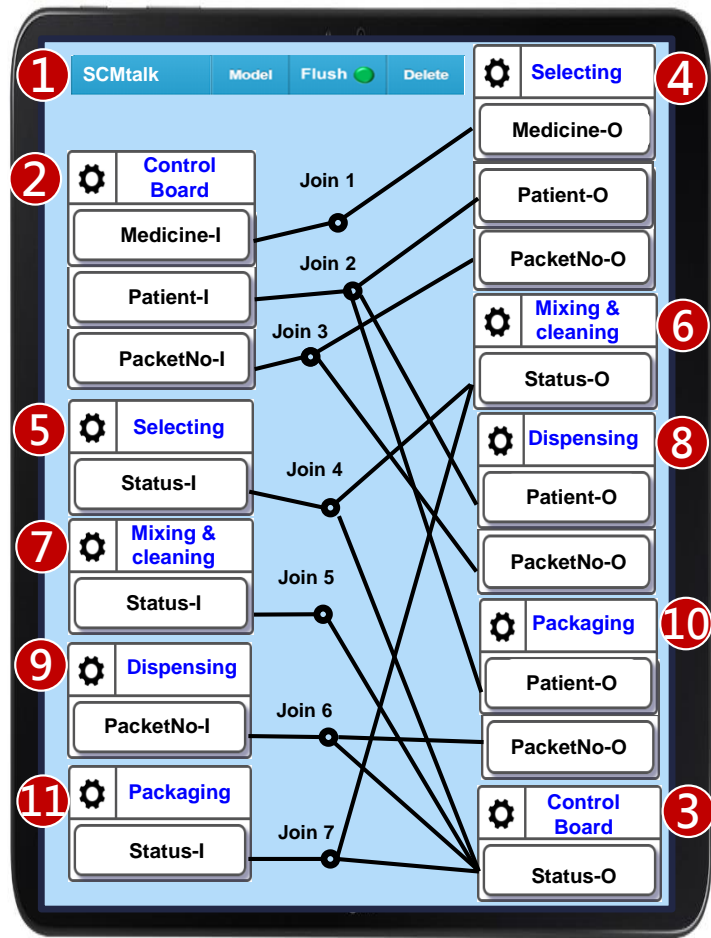 1
SCMtalk Model Flush Delete
2
Control
Board
Medicine-I
Patient-I
PacketNo-I
5
Selecting
Status-I
7
Mixing &
cleaning
Status-I
9
Dispensing
PacketNo-I
11
Packaging
Status-I
Join 1
Join 2
Join 3
Join 4
Join 5
Join 6
Join 7
Selecting
4
Medicine-O
Patient-O
PacketNo-O
Mixing &
cleaning
6
Status-O
Dispensing
8
Patient-O
PacketNo-O
Packaging
10
Patient-O
PacketNo-O
Control
Board
3
Status-O